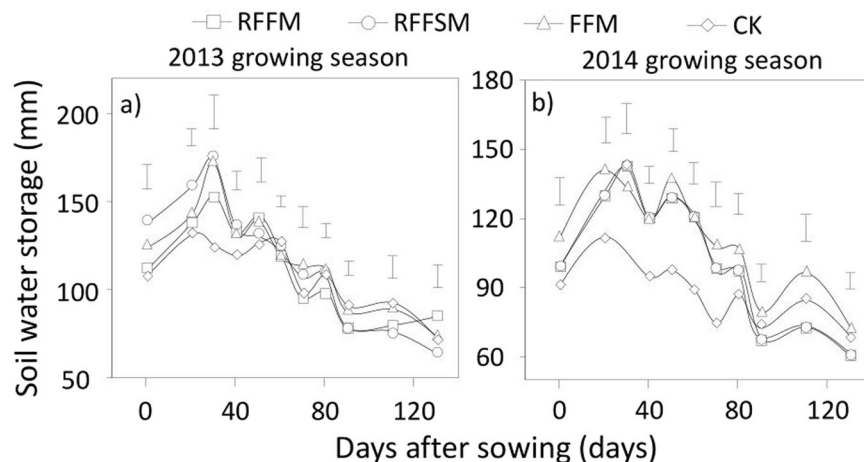 RFFM RFFSM FFM CK
2013 growing season 2014 growing season
a) b)
Soil water storage (mm)
200
150
100
50
180
150
120
90
60
0 40 80 120 0 40 80 120
Days after sowing (days)